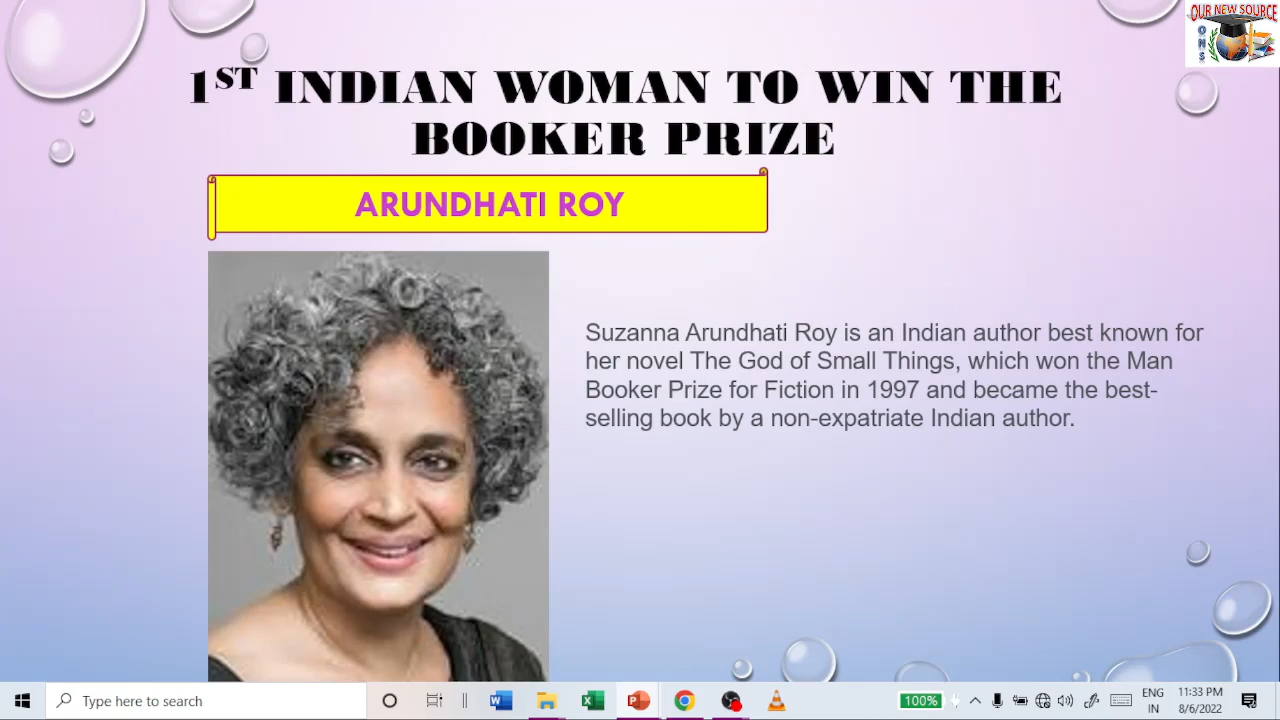 OUR NEW SOURCE
ONS
1ST INDIAN WOMAN TO WIN THE
BOOKER PRIZE
ARUNDHATI ROY
Suzanna Arundhati Roy is an Indian author best known for
her novel The God of Small Things, which won the Man
Booker Prize for Fiction in 1997 and became the best-
selling book by a non-expatriate Indian author.
Type here to search
100%
ENG
IN
11:33 PM
8/6/2022